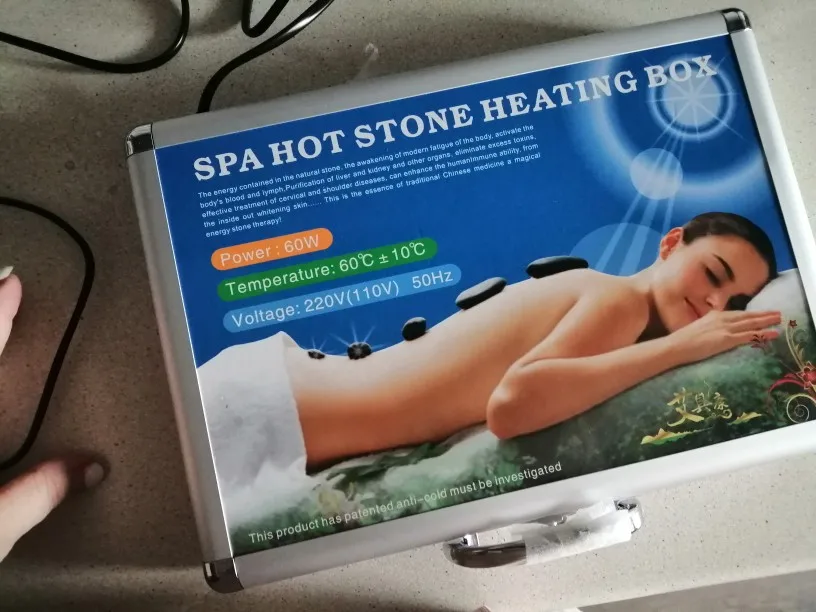 SPA HOT STONE HEATING BOX
The energy contained in the natural stone, the awakening of modern fatigue of the body, activate the
body's blood and lymph,Purification of liver and kidney and other organs, eliminate excess toxins,
effective treatment of cervical and shoulder diseases, can enhance the humanImmune ability, from
the inside out whitening skin...... This is the essence of traditional Chinese medicine a magical
energy stone therapy!
Power : 60W
Temperature: 60℃ ± 10℃
Voltage: 220V(110V) 50Hz
This product has patented anti-cold must be investigated